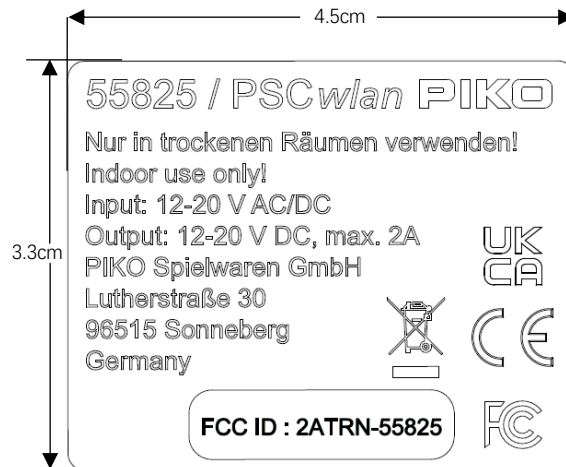 4.5cm
55825 / PSCwlan PIKO
Nur in trockenen Räumen verwenden!
Indoor use only!
Input: 12-20 V AC/DC
3.3cm
Output: 12-20 V DC, max. 2A
PIKO Spielwaren GmbH
Lutherstraße 30
96515 Sonneberg
Germany
UK
CA
CE
FCC ID : 2ATRN-55825
FC